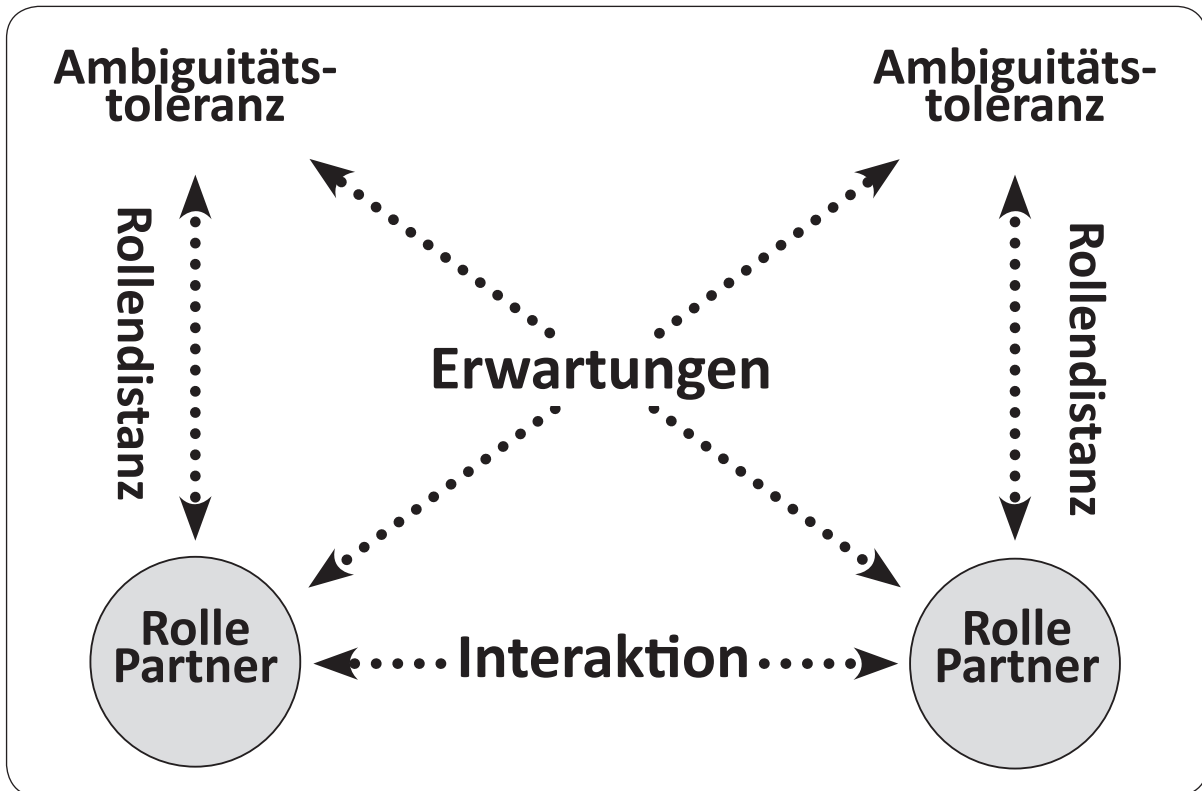 Ambiguitäts-
toleranz
Ambiguitäts-
toleranz
Rollendistanz
Rollendistanz
Erwartungen
Rolle
Partner
Interaktion
Rolle
Partner